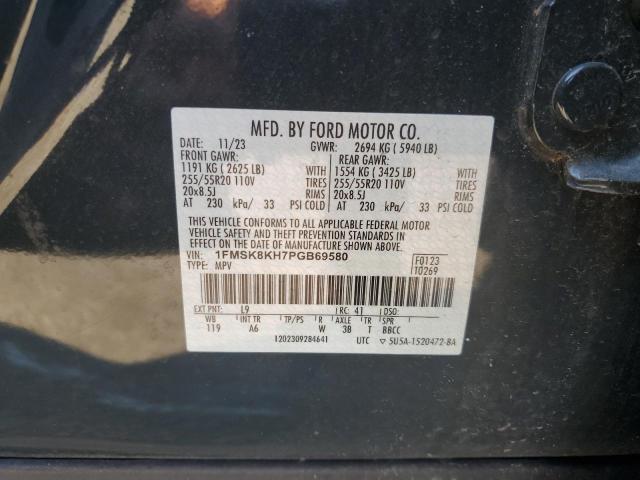 MFD. BY FORD MOTOR CO.
DATE: 11/23 GVWR: 2694 KG ( 5940 LB)
FRONT GAWR: REAR GAWR:
1191 KG ( 2625 LB) WITH 1554 KG ( 3425 LB) WITH
255/55R20 110V TIRES 255/55R20 110V TIRES
20x8.5J RIMS 20x8.5J RIMS
AT 230 kPa/ 33 PSI COLD AT 230 kPa/ 33 PSI COLD
THIS VEHICLE CONFORMS TO ALL APPLICABLE FEDERAL MOTOR
VEHICLE SAFETY AND THEFT PREVENTION STANDARDS IN
EFFECT ON THE DATE OF MANUFACTURE SHOWN ABOVE.
VIN: 1FMSK8KH7PGB69580 F0123
TYPE: MPV T0269
EXT PNT: L9 RC: 41 DSO:
WB INT TR TP/PS R AXLE TR SPR
119 A6 W 3B T BBCC
1202309284641 UTC ▽ 5U5A-1520472-BA